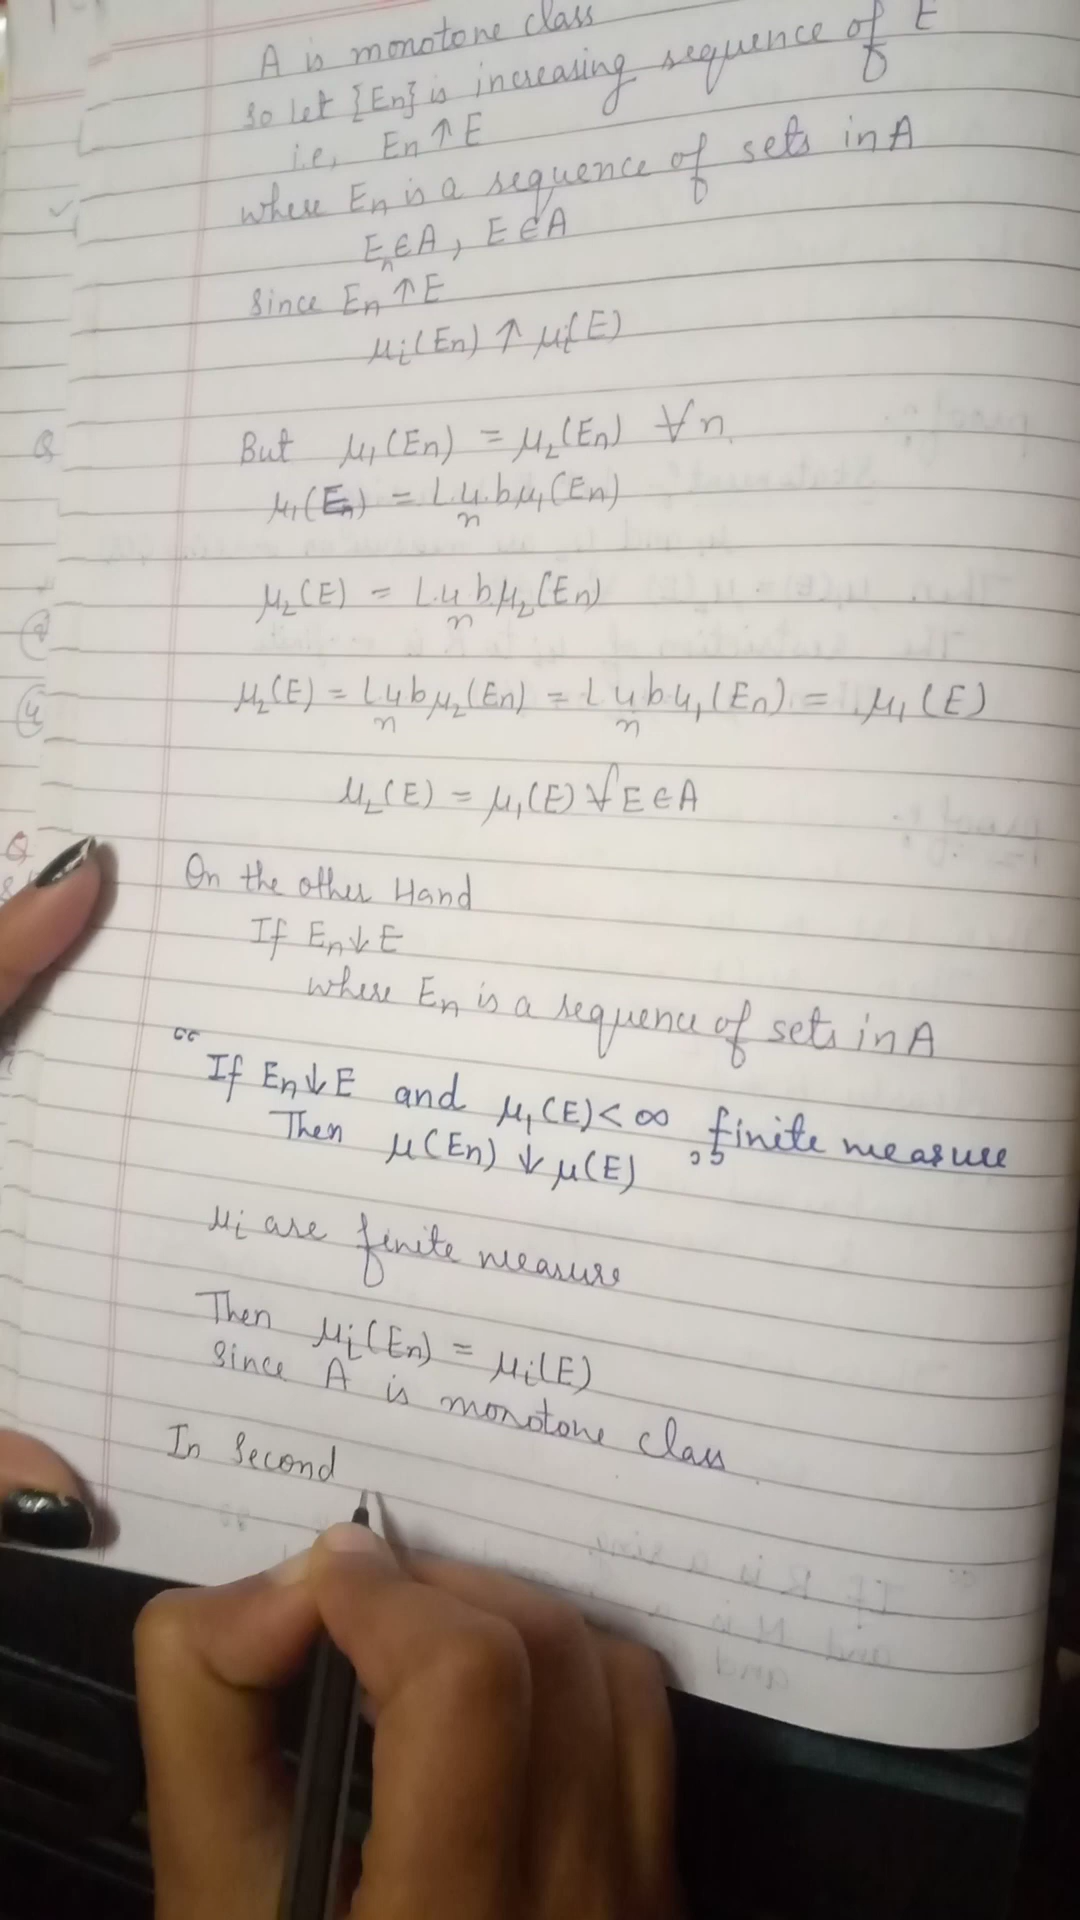 A is monotone class
so let {En} is increasing sequence of E
i.e, En ↑ E
where En is a sequence of sets in A
En ∈ A, E ∈ A
since En ↑ E
μi(En) ↑ μi(E)
But μ₁(En) = μ₂(En) ∀ n
μ₁(En) = L.u.b μ₁(En)
n
μ₂(E) = L.u.b μ₂(En)
n
μ₂(E) = Lub μ₂(En) = Lub μ₁(En) = μ₁(E)
n n
μ₂(E) = μ₁(E) ∀ E ∈ A
On the other Hand
If En ↓ E
where En is a sequence of sets in A
“If En ↓ E and μ₁(E) < ∞ finite measure
Then μ(En) ↓ μ(E)”
μi are finite measure
Then μi(En) = μi(E)
since A is monotone class
In Second